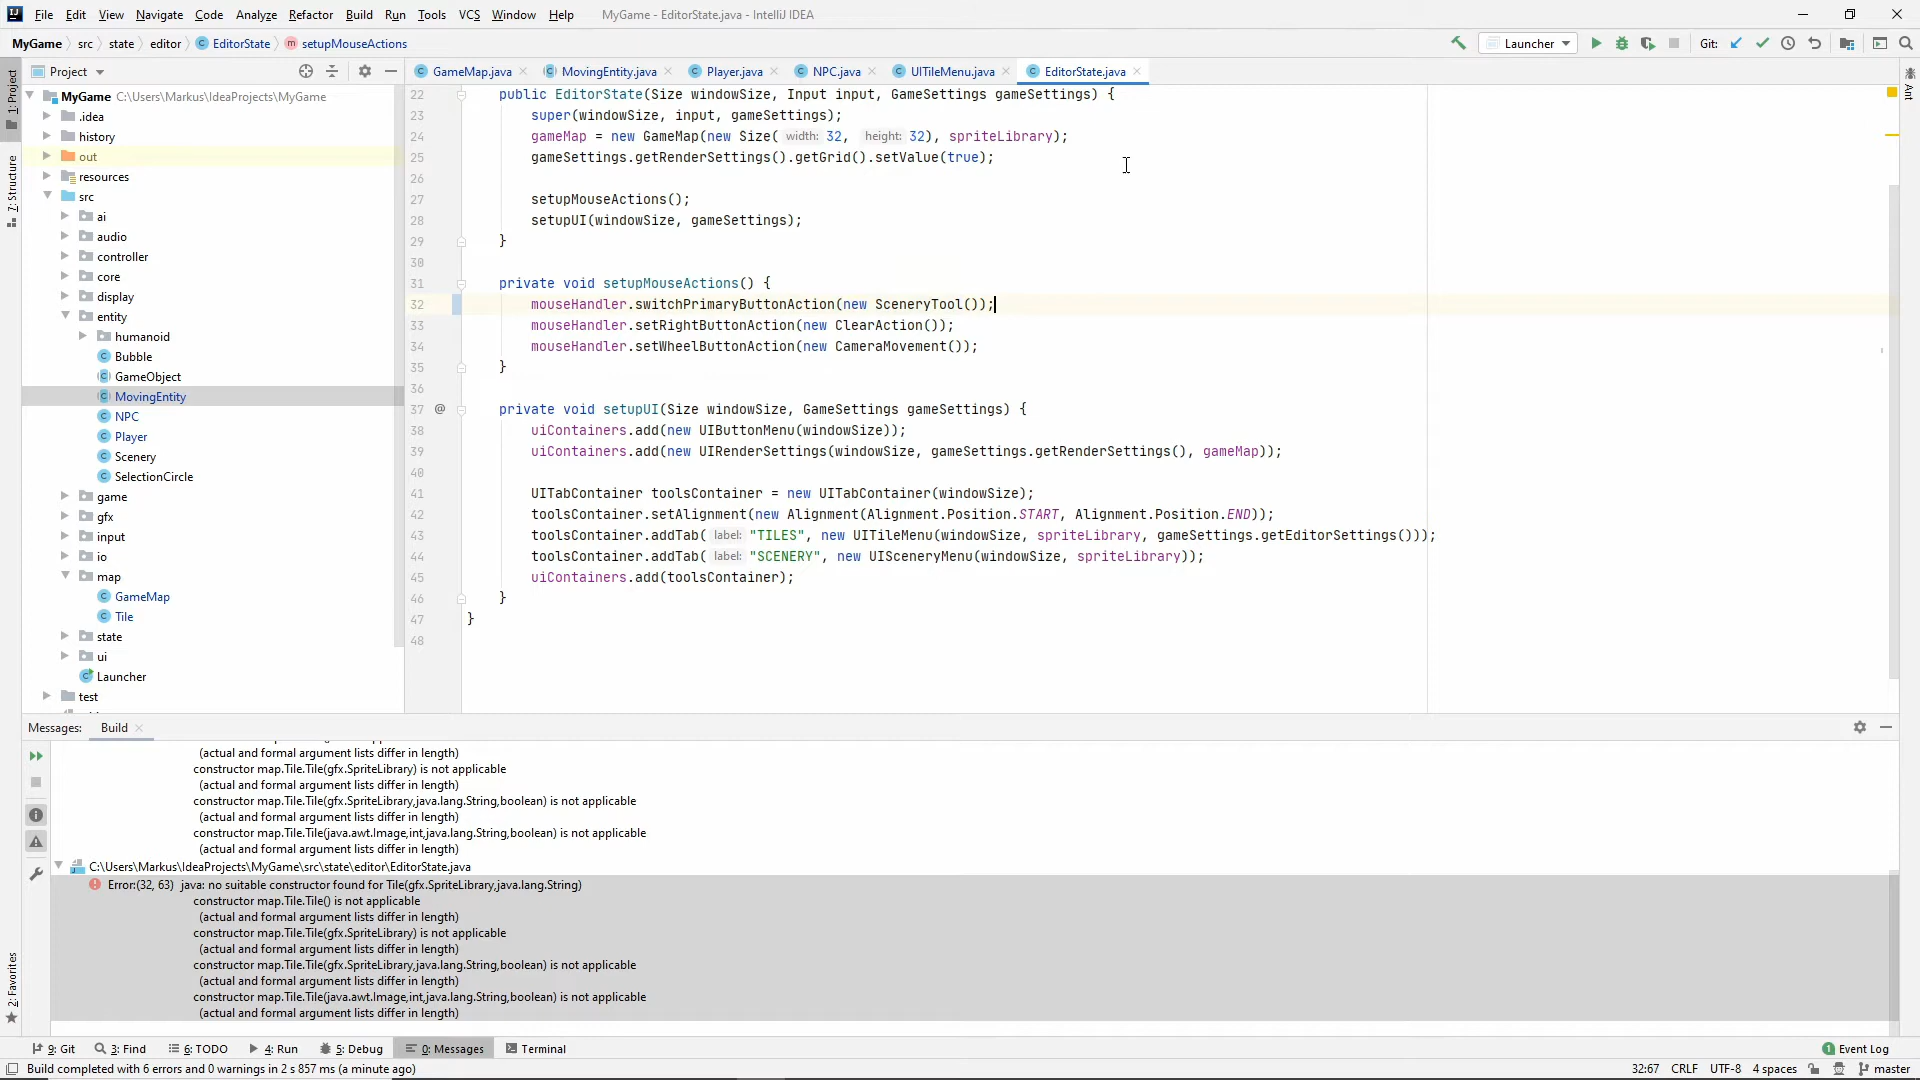 File Edit View Navigate Code Analyze Refactor Build Run Tools VCS Window Help MyGame - EditorState.java - IntelliJ IDEA
MyGame src state editor EditorState setupMouseActions Launcher Git:
Project
GameMap.java MovingEntity.java Player.java NPC.java UITileMenu.java EditorState.java
1: Project
7: Structure
2: Favorites
Ant
MyGame C:\Users\Markus\IdeaProjects\MyGame
.idea
history
out
resources
src
ai
audio
controller
core
display
entity
humanoid
Bubble
GameObject
MovingEntity
NPC
Player
Scenery
SelectionCircle
game
gfx
input
io
map
GameMap
Tile
state
ui
Launcher
test
22 public EditorState(Size windowSize, Input input, GameSettings gameSettings) {
23 super(windowSize, input, gameSettings);
24 gameMap = new GameMap(new Size( width: 32, height: 32), spriteLibrary);
25 gameSettings.getRenderSettings().getGrid().setValue(true);
26
27 setupMouseActions();
28 setupUI(windowSize, gameSettings);
29 }
30
31 private void setupMouseActions() {
32 mouseHandler.switchPrimaryButtonAction(new SceneryTool());
33 mouseHandler.setRightButtonAction(new ClearAction());
34 mouseHandler.setWheelButtonAction(new CameraMovement());
35 }
36
37 @ private void setupUI(Size windowSize, GameSettings gameSettings) {
38 uiContainers.add(new UIButtonMenu(windowSize));
39 uiContainers.add(new UIRenderSettings(windowSize, gameSettings.getRenderSettings(), gameMap));
40
41 UITabContainer toolsContainer = new UITabContainer(windowSize);
42 toolsContainer.setAlignment(new Alignment(Alignment.Position.START, Alignment.Position.END));
43 toolsContainer.addTab( label: "TILES", new UITileMenu(windowSize, spriteLibrary, gameSettings.getEditorSettings()));
44 toolsContainer.addTab( label: "SCENERY", new UISceneryMenu(windowSize, spriteLibrary));
45 uiContainers.add(toolsContainer);
46 }
47 }
48
Messages: Build
(actual and formal argument lists differ in length)
constructor map.Tile.Tile(gfx.SpriteLibrary) is not applicable
(actual and formal argument lists differ in length)
constructor map.Tile.Tile(gfx.SpriteLibrary,java.lang.String,boolean) is not applicable
(actual and formal argument lists differ in length)
constructor map.Tile.Tile(java.awt.Image,int,java.lang.String,boolean) is not applicable
(actual and formal argument lists differ in length)
C:\Users\Markus\IdeaProjects\MyGame\src\state\editor\EditorState.java
Error:(32, 63) java: no suitable constructor found for Tile(gfx.SpriteLibrary,java.lang.String)
constructor map.Tile.Tile() is not applicable
(actual and formal argument lists differ in length)
constructor map.Tile.Tile(gfx.SpriteLibrary) is not applicable
(actual and formal argument lists differ in length)
constructor map.Tile.Tile(gfx.SpriteLibrary,java.lang.String,boolean) is not applicable
(actual and formal argument lists differ in length)
constructor map.Tile.Tile(java.awt.Image,int,java.lang.String,boolean) is not applicable
(actual and formal argument lists differ in length)
9: Git 3: Find 6: TODO 4: Run 5: Debug 0: Messages Terminal 1 Event Log
Build completed with 6 errors and 0 warnings in 2 s 857 ms (a minute ago) 32:67 CRLF UTF-8 4 spaces master